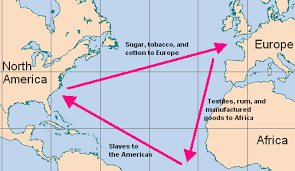 Sugar, tobacco, and
cotton to Europe
Europe
North
America
Textiles, rum, and
manufactured
goods to Africa
Slaves to
the Americas
Africa